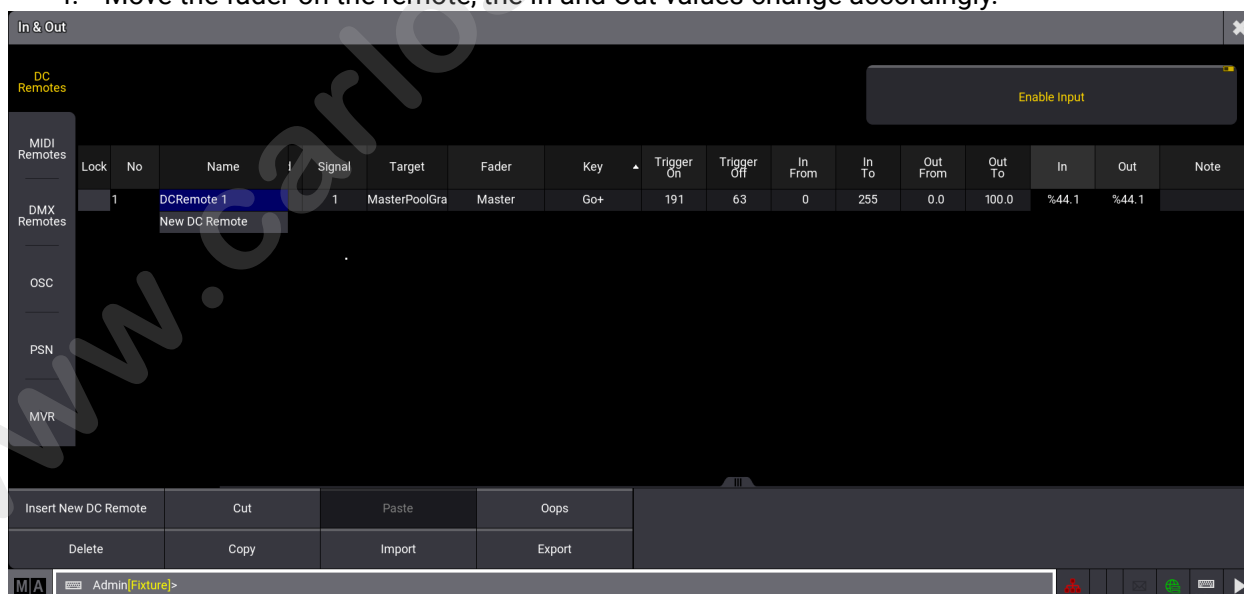 4. Move the fader on the remote, the In and Out values change accordingly.
In & Out
DC Remotes
Enable Input
MIDI Remotes
Lock No Name Signal Target Fader Key Trigger On Trigger Off In From In To Out From Out To In Out Note
1 DCRemote 1 1 MasterPoolGra Master Go+ 191 63 0 255 0.0 100.0 %44.1 %44.1
DMX Remotes
New DC Remote
OSC
PSN
MVR
Insert New DC Remote Cut Paste Oops
Delete Copy Import Export
MA Admin[Fixture]>
www.carlo